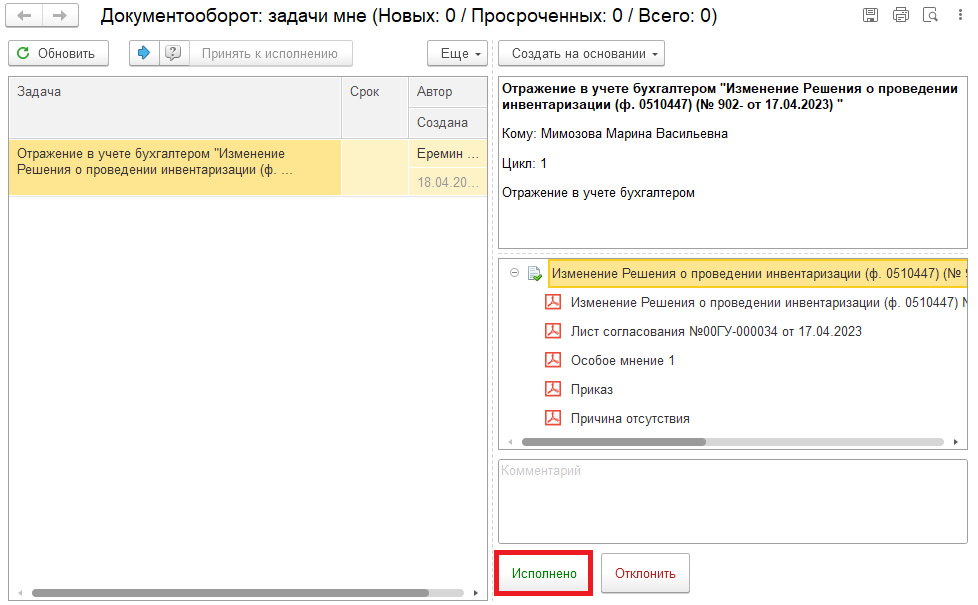 Документооборот: задачи мне (Новых: 0 / Просроченных: 0 / Всего: 0)
Обновить
Принять к исполнению
Еще
Создать на основании
Задача
Срок
Автор
Создана
Отражение в учете бухгалтером "Изменение
Решения о проведении инвентаризации (ф. ...
Еремин ...
18.04.20...
Отражение в учете бухгалтером "Изменение Решения о проведении
инвентаризации (ф. 0510447) (№ 902- от 17.04.2023) "
Кому: Мимозова Марина Васильевна
Цикл: 1
Отражение в учете бухгалтером
Изменение Решения о проведении инвентаризации (ф. 0510447) (№
Изменение Решения о проведении инвентаризации (ф. 0510447)
Лист согласования №00ГУ-000034 от 17.04.2023
Особое мнение 1
Приказ
Причина отсутствия
Комментарий
Исполнено
Отклонить